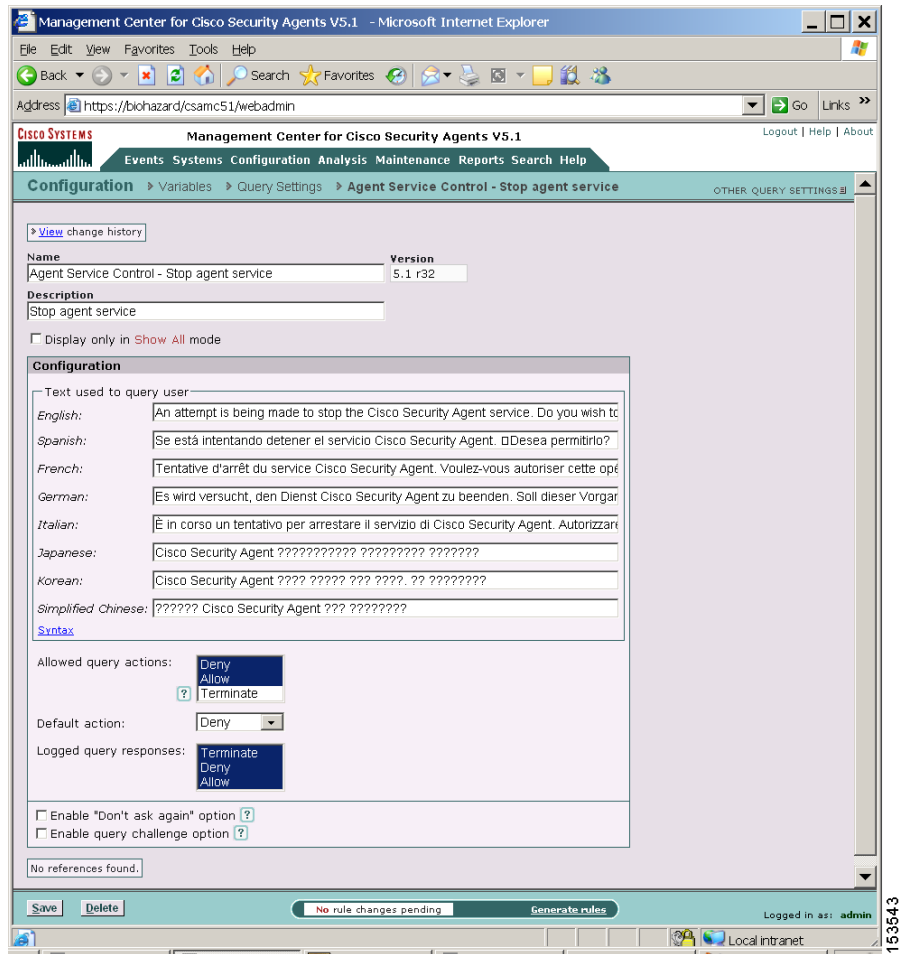 Management Center for Cisco Security Agents V5.1 - Microsoft Internet Explorer
File Edit View Favorites Tools Help
Back Search Favorites
Address https://biohazard/csamc51/webadmin Go Links »
CISCO SYSTEMS Management Center for Cisco Security Agents V5.1 Logout | Help | About
Events Systems Configuration Analysis Maintenance Reports Search Help
Configuration Variables Query Settings Agent Service Control - Stop agent service OTHER QUERY SETTINGS
View change history
Name Version
Agent Service Control - Stop agent service 5.1 r32
Description
Stop agent service
Display only in Show All mode
Configuration
Text used to query user
English: An attempt is being made to stop the Cisco Security Agent service. Do you wish to
Spanish: Se está intentando detener el servicio Cisco Security Agent. □Desea permitirlo?
French: Tentative d'arrêt du service Cisco Security Agent. Voulez-vous autoriser cette opé
German: Es wird versucht, den Dienst Cisco Security Agent zu beenden. Soll dieser Vorgan
Italian: È in corso un tentativo per arrestare il servizio di Cisco Security Agent. Autorizzare
Japanese: Cisco Security Agent ??????????? ????????? ???????
Korean: Cisco Security Agent ???? ????? ??? ????. ?? ????????
Simplified Chinese: ?????? Cisco Security Agent ??? ????????
Syntax
Allowed query actions: Deny
Allow
? Terminate
Default action: Deny
Logged query responses: Terminate
Deny
Allow
Enable "Don't ask again" option ?
Enable query challenge option ?
No references found.
Save Delete No rule changes pending Generate rules Logged in as: admin
Local intranet
153543